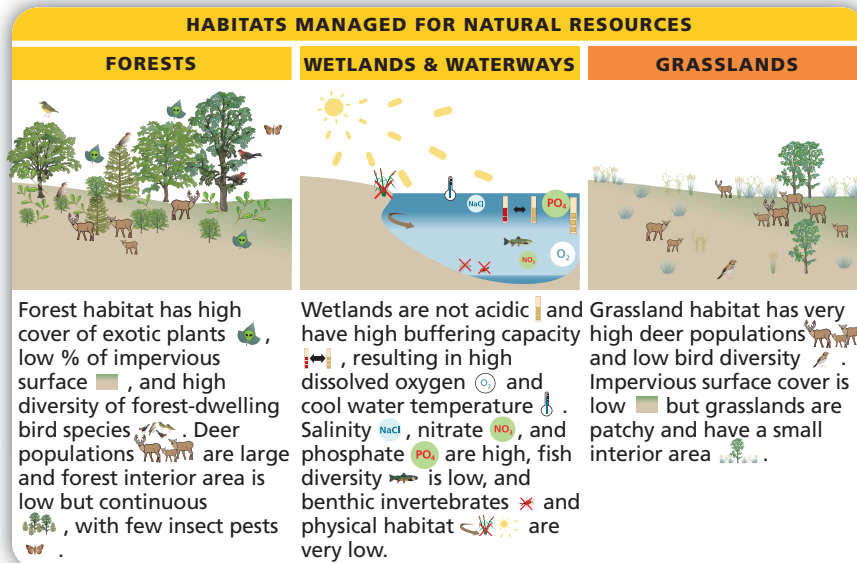 HABITATS MANAGED FOR NATURAL RESOURCES
FORESTS
WETLANDS & WATERWAYS
GRASSLANDS
NaCl
PO₄
NO₃
O₂
Forest habitat has high
cover of exotic plants ,
low % of impervious
surface , and high
diversity of forest-dwelling
bird species . Deer
populations are large
and forest interior area is
low but continuous
, with few insect pests
.
Wetlands are not acidic and
have high buffering capacity
, resulting in high
dissolved oxygen O₂ and
cool water temperature .
Salinity NaCl , nitrate NO₃ , and
phosphate PO₄ are high, fish
diversity is low, and
benthic invertebrates and
physical habitat are
very low.
Grassland habitat has very
high deer populations
and low bird diversity .
Impervious surface cover is
low but grasslands are
patchy and have a small
interior area .